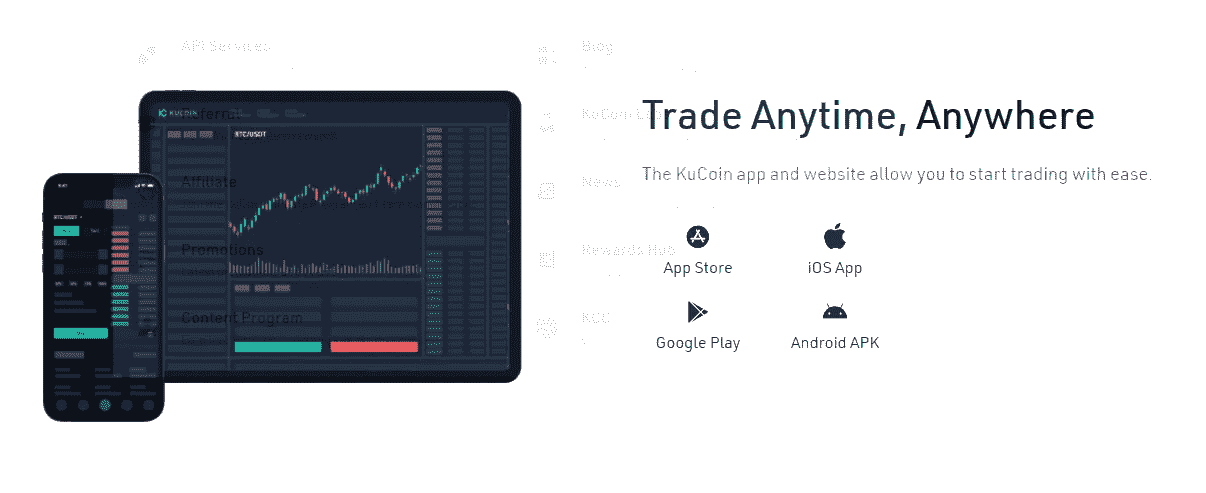 API Services
Blog
Referral
KUCOIN
KuCoin Labs
Trade Anytime, Anywhere
BTC/USDT
Affiliate
News
The KuCoin app and website allow you to start trading with ease.
BTC/USDT
Promotions
Rewards Hub
App Store
iOS App
Content Program
KCC
Google Play
Android APK